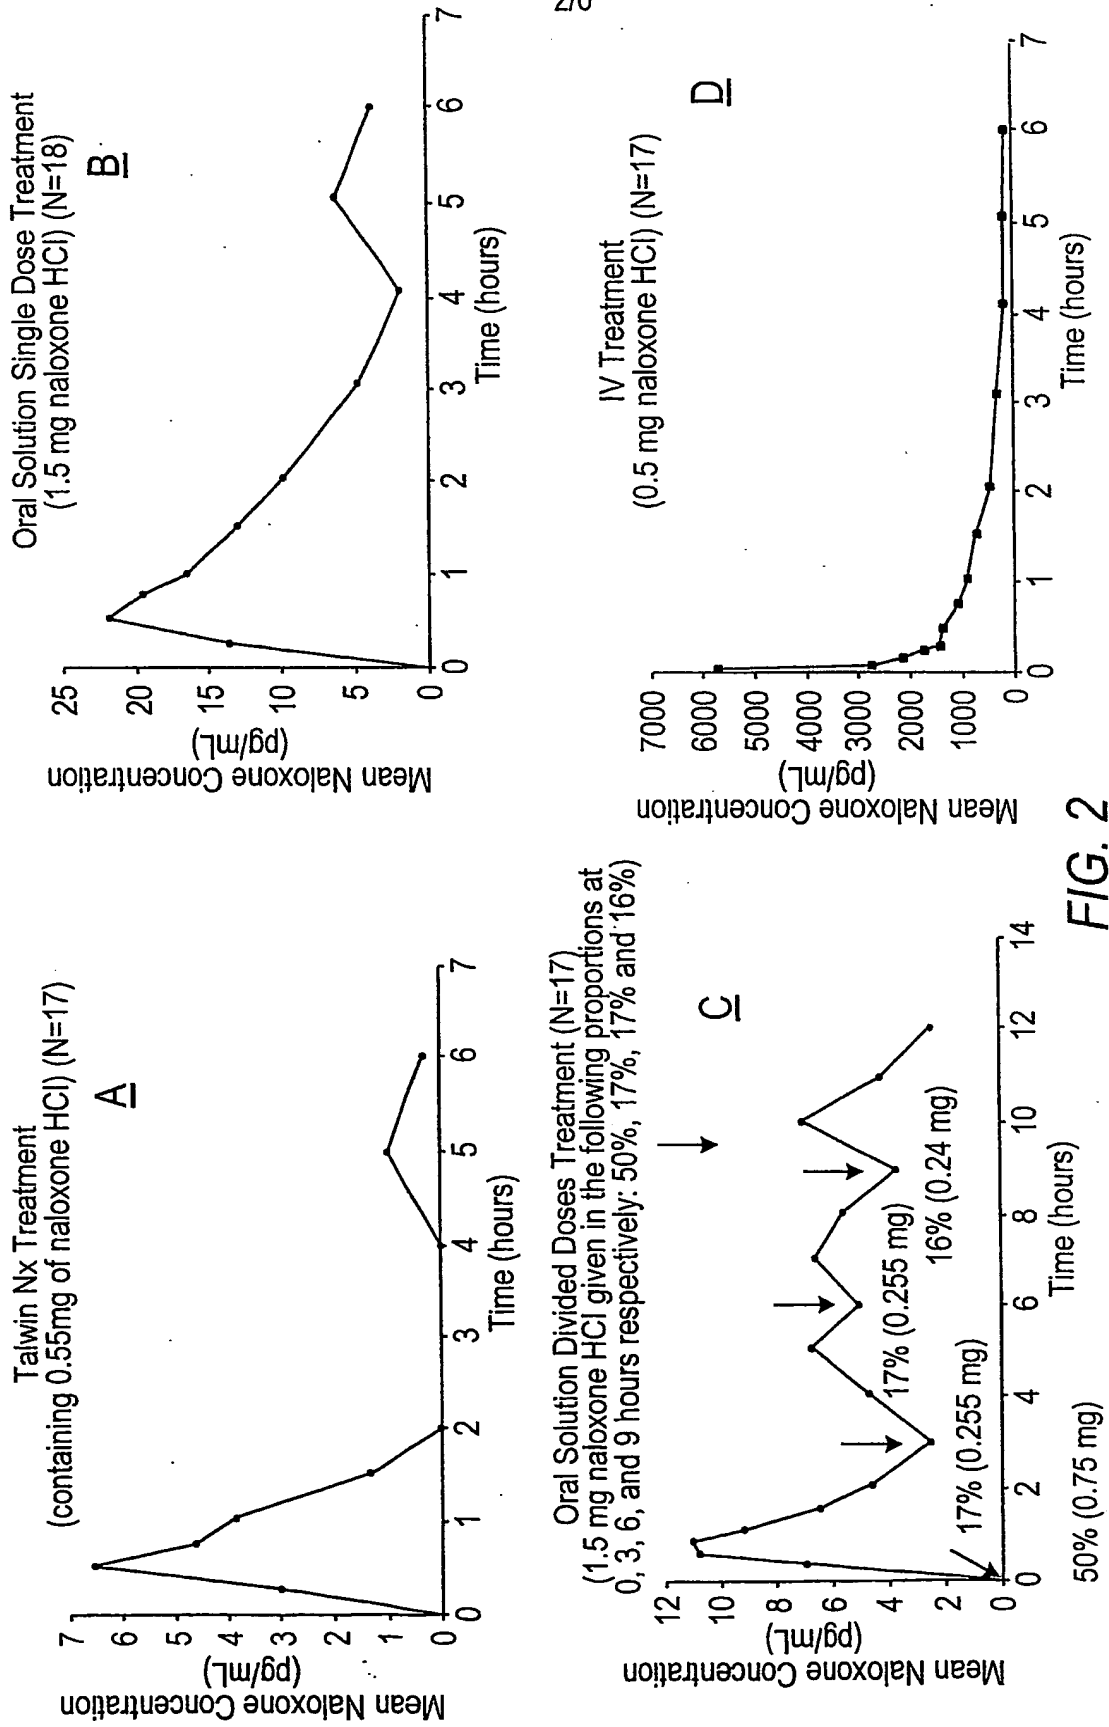 2/6
Talwin Nx Treatment
(containing 0.55mg of naloxone HCl) (N=17)
A
Mean Naloxone Concentration
(pg/mL)
7
6
5
4
3
2
1
0
0 1 2 3 4 5 6 7
Time (hours)
Oral Solution Single Dose Treatment
(1.5 mg naloxone HCl) (N=18)
B
Mean Naloxone Concentration
(pg/mL)
25
20
15
10
5
0
0 1 2 3 4 5 6 7
Time (hours)
Oral Solution Divided Doses Treatment (N=17)
(1.5 mg naloxone HCl given in the following proportions at
0, 3, 6, and 9 hours respectively: 50%, 17%, 17% and 16%)
C
Mean Naloxone Concentration
(pg/mL)
12
10
8
6
4
2
0
0 2 4 6 8 10 12 14
Time (hours)
17% (0.255 mg)
17% (0.255 mg)
16% (0.24 mg)
50% (0.75 mg)
IV Treatment
(0.5 mg naloxone HCl) (N=17)
D
Mean Naloxone Concentration
(pg/mL)
7000
6000
5000
4000
3000
2000
1000
0
0 1 2 3 4 5 6 7
Time (hours)
FIG. 2